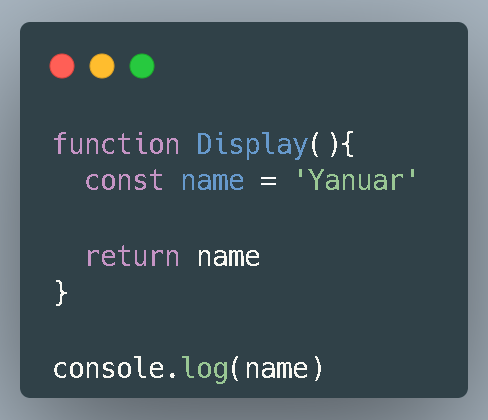 function Display(){
  const name = 'Yanuar'
  return name
}
console.log(name)